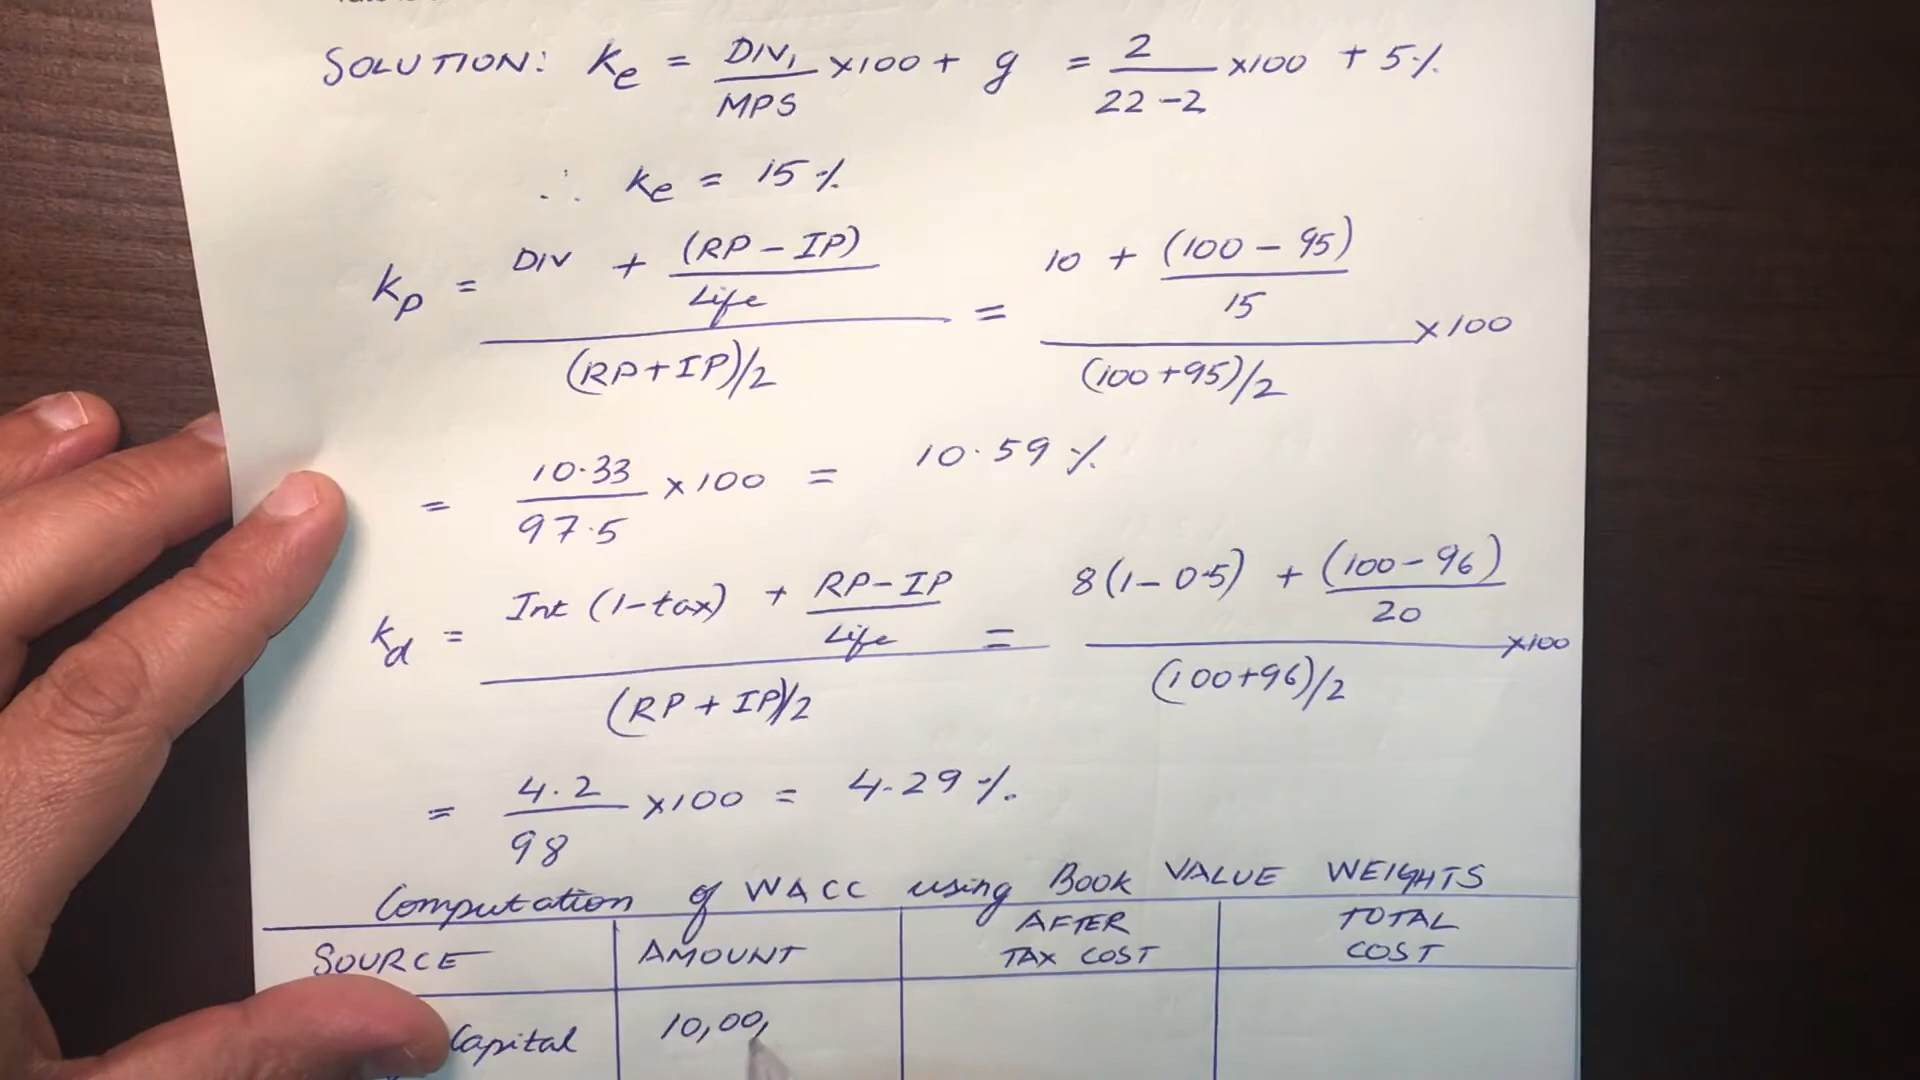 SOLUTION: ke = DIV1/MPS x100 + g = 2/22-2 x100 + 5%
∴ ke = 15%
kp = DIV + (RP-IP)/Life / (RP+IP)/2 = 10 + (100-95)/15 / (100+95)/2 x100
= 10.33/97.5 x100 = 10.59%
kd = Int (1-tax) + RP-IP/Life / (RP+IP)/2 = 8(1-0.5) + (100-96)/20 / (100+96)/2 x100
= 4.2/98 x100 = 4.29%.
Computation of WACC using Book VALUE WEIGHTS
SOURCE AMOUNT AFTER TAX COST TOTAL COST
Capital 10,00,